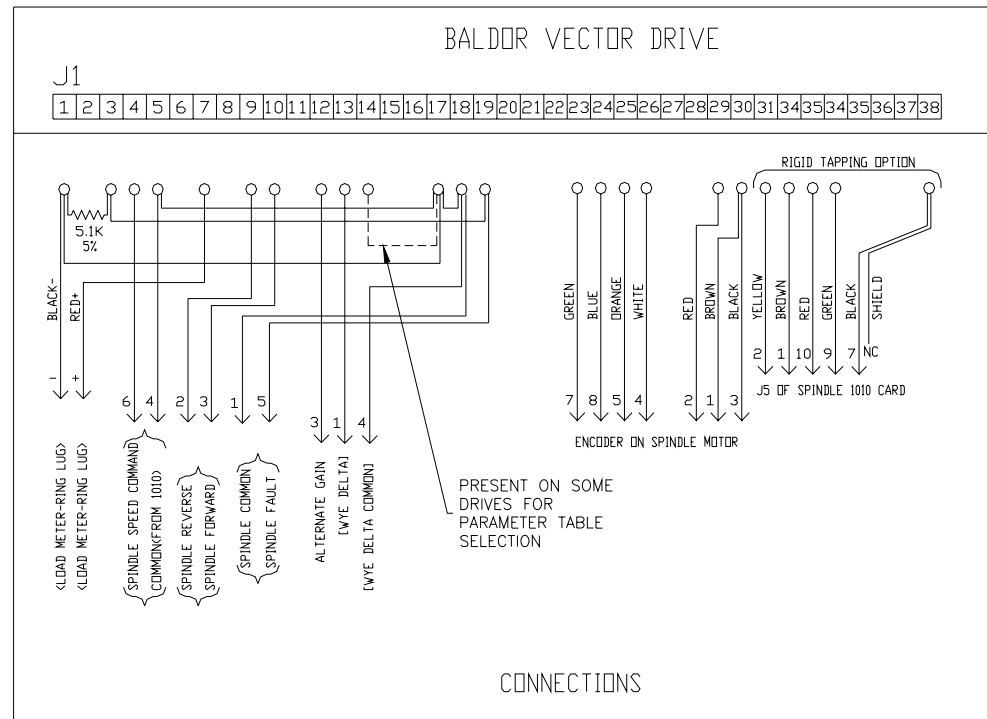 BALDOR VECTOR DRIVE
J1
1 2 3 4 5 6 7 8 9 10 11 12 13 14 15 16 17 18 19 20 21 22 23 24 25 26 27 28 29 30 31 34 35 34 35 36 37 38
RIGID TAPPING OPTION
5.1K
5%
BLACK-
RED+
GREEN
BLUE
ORANGE
WHITE
RED
BROWN
BLACK
YELLOW
BROWN
RED
GREEN
BLACK
SHIELD
2 1 10 9 7 NC
J5 OF SPINDLE 1010 CARD
- +
6 4 2 3 1 5
3 1 4
7 8 5 4
2 1 3
ENCODER ON SPINDLE MOTOR
<LOAD METER-RING LUG>
<LOAD METER-RING LUG>
SPINDLE SPEED COMMAND
COMMON(FROM 1010)
SPINDLE REVERSE
SPINDLE FORWARD
SPINDLE COMMON
SPINDLE FAULT
ALTERNATE GAIN
[WYE DELTA]
[WYE DELTA COMMON]
PRESENT ON SOME
DRIVES FOR
PARAMETER TABLE
SELECTION
CONNECTIONS